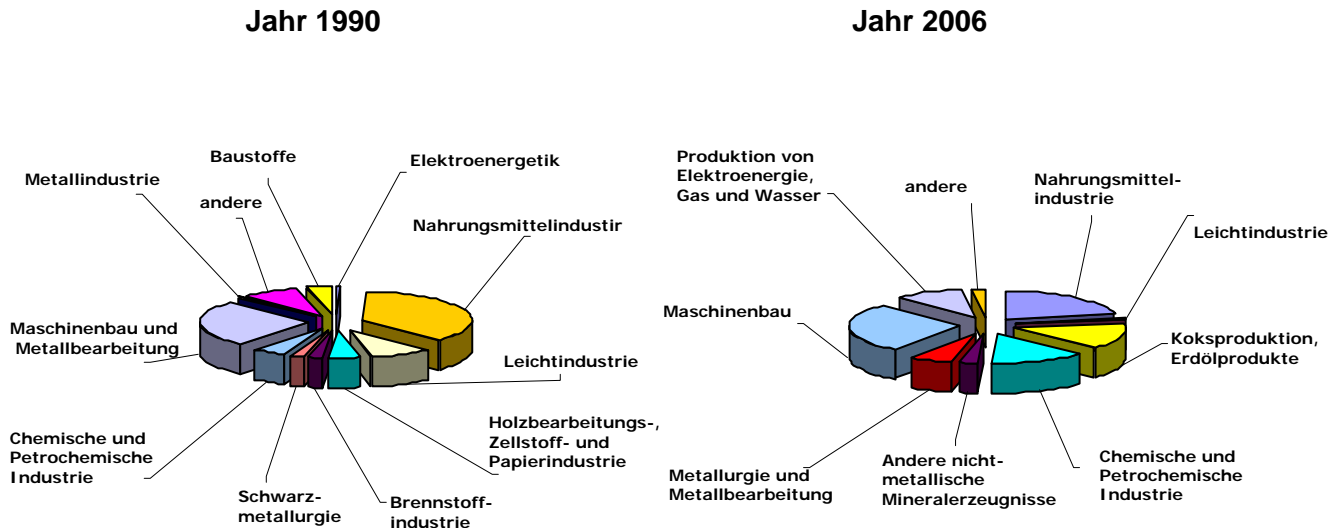 Jahr 1990
Baustoffe
Elektroenergetik
Metallindustrie
andere
Nahrungsmittelindustir
Maschinenbau und
Metallbearbeitung
Leichtindustrie
Holzbearbeitungs-,
Zellstoff- und
Papierindustrie
Chemische und
Petrochemische
Industrie
Schwarz-
metallurgie
Brennstoff-
industrie
Jahr 2006
Produktion von
Elektroenergie,
Gas und Wasser
andere
Nahrungsmittel-
industrie
Leichtindustrie
Maschinenbau
Koksproduktion,
Erdölprodukte
Metallurgie und
Metallbearbeitung
Andere nicht-
metallische
Mineralerzeugnisse
Chemische und
Petrochemische
Industrie